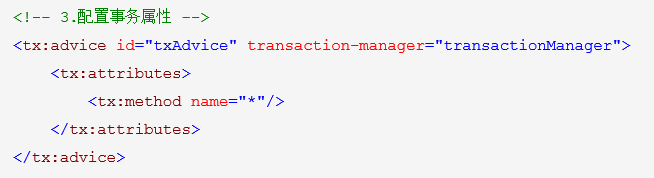 <!-- 3.配置事务属性 -->
<tx:advice id="txAdvice" transaction-manager="transactionManager">
<tx:attributes>
<tx:method name="*"/>
</tx:attributes>
</tx:advice>